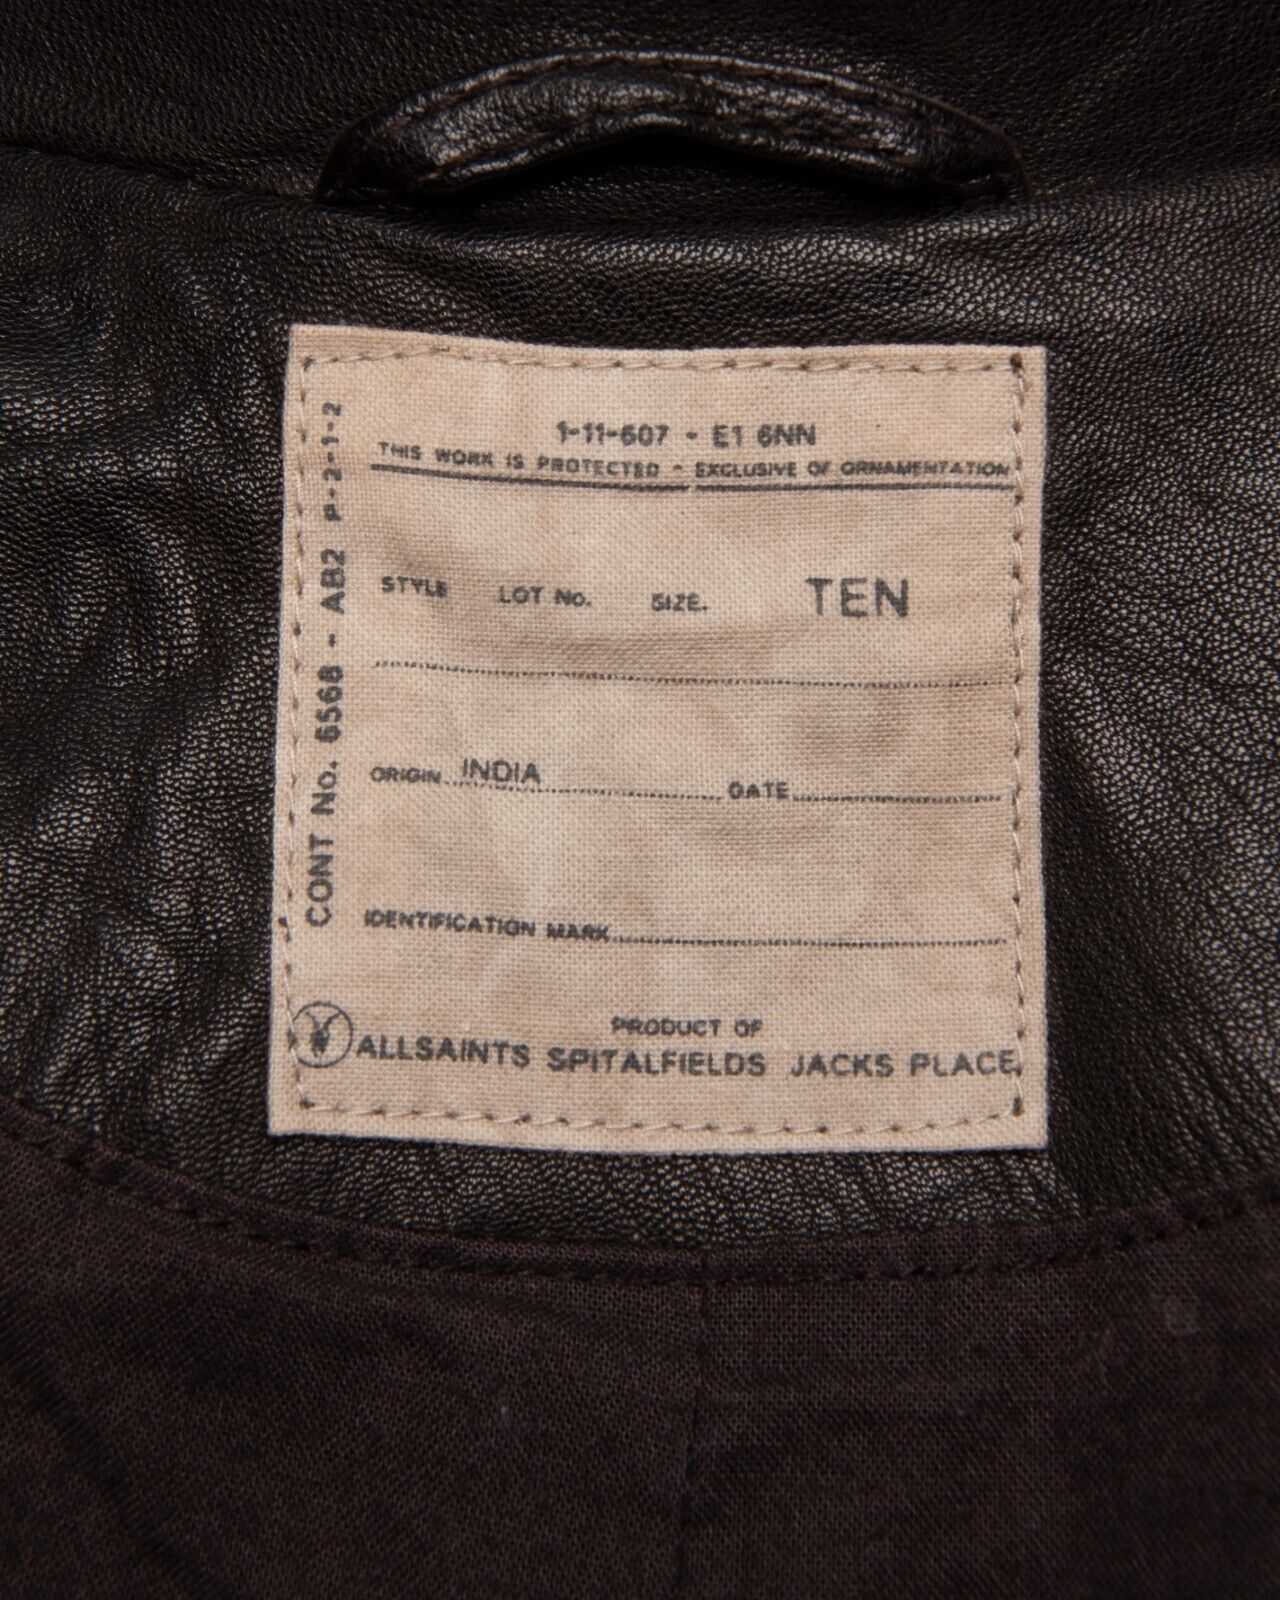 1-11-607 - E1 6NN
THIS WORK IS PROTECTED - EXCLUSIVE OF ORNAMENTATION
STYLE LOT No. SIZE. TEN
ORIGIN INDIA DATE
IDENTIFICATION MARK
PRODUCT OF
ALLSAINTS SPITALFIELDS JACKS PLACE
CONT No. 6568 - AB2 P-2-1-2